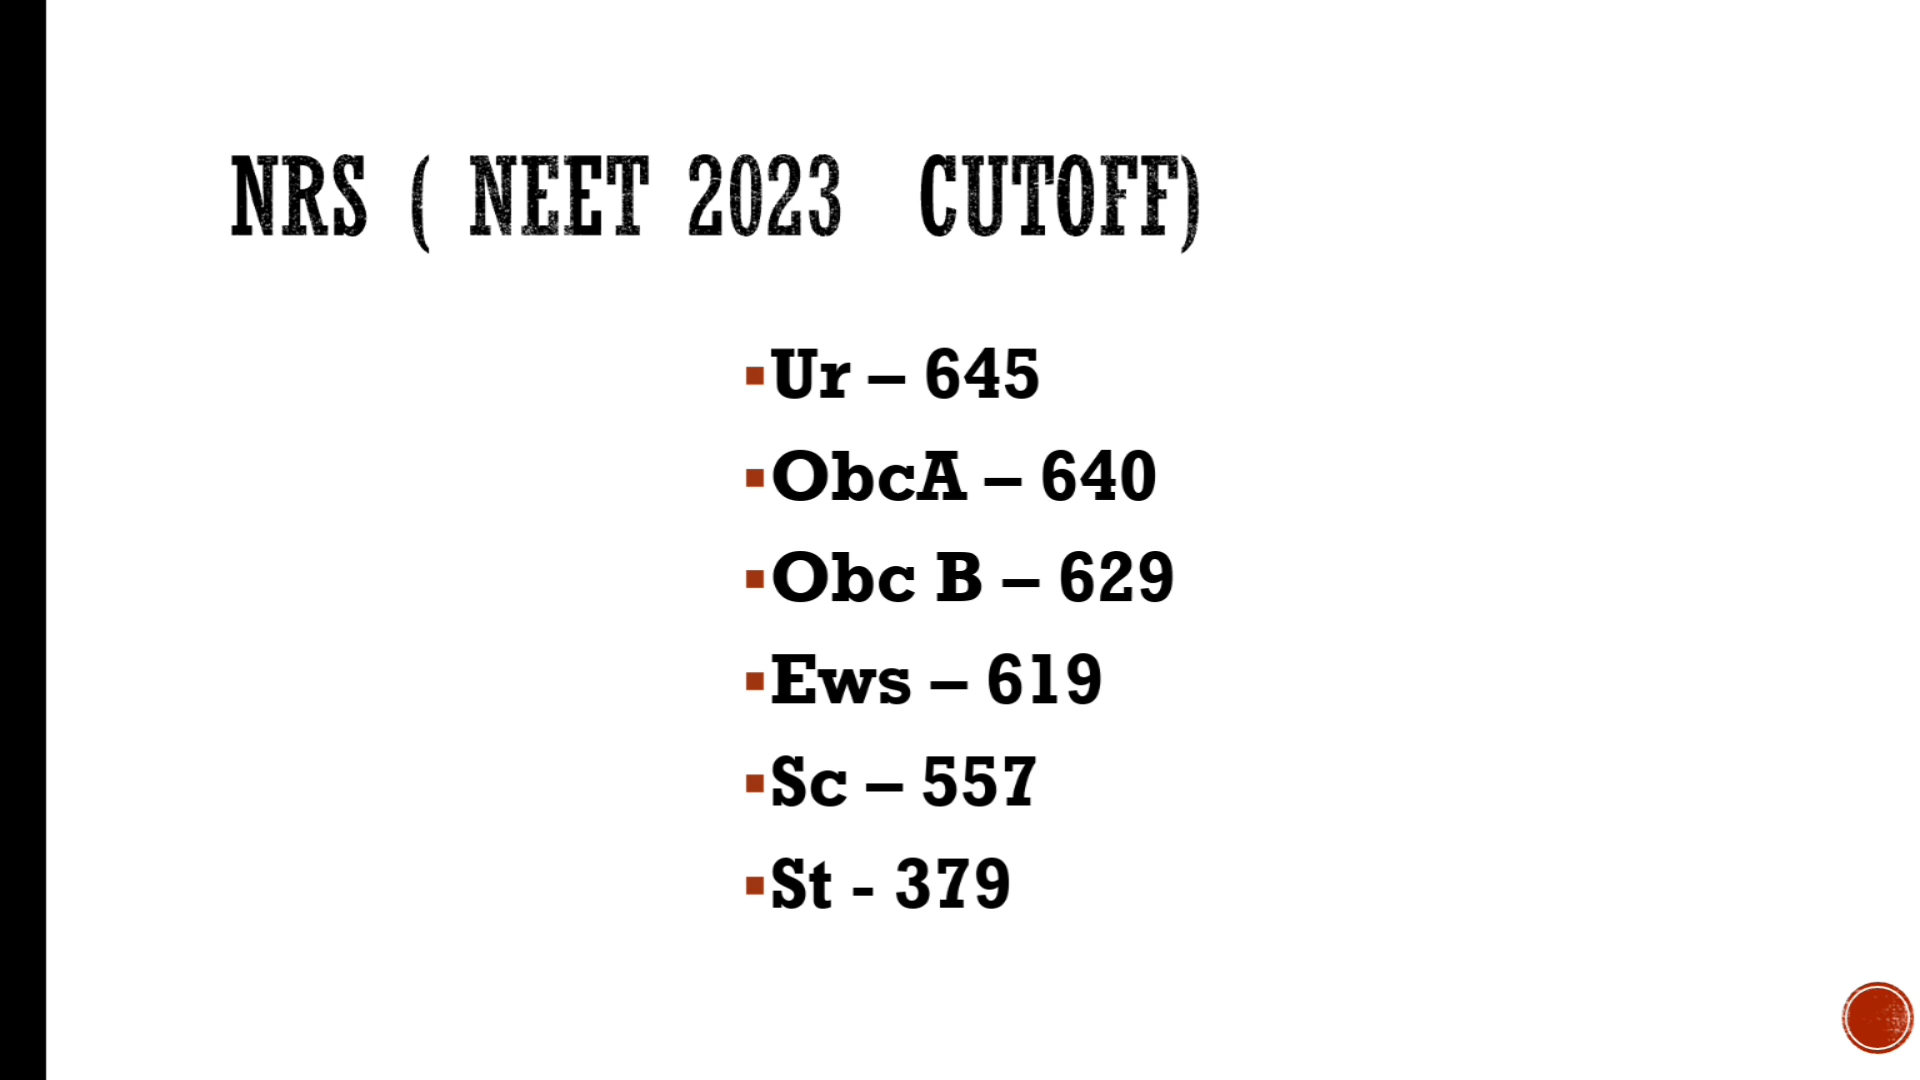 NRS ( NEET 2023 CUTOFF)
▪Ur – 645
▪ObcA – 640
▪Obc B – 629
▪Ews – 619
▪Sc – 557
▪St - 379